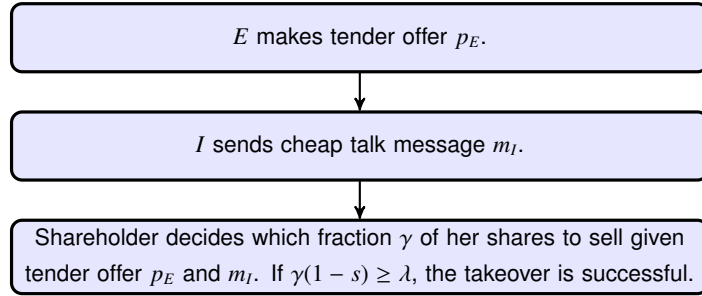 E makes tender offer p_E.
I sends cheap talk message m_I.
Shareholder decides which fraction γ of her shares to sell given
tender offer p_E and m_I. If γ(1 − s) ≥ λ, the takeover is successful.